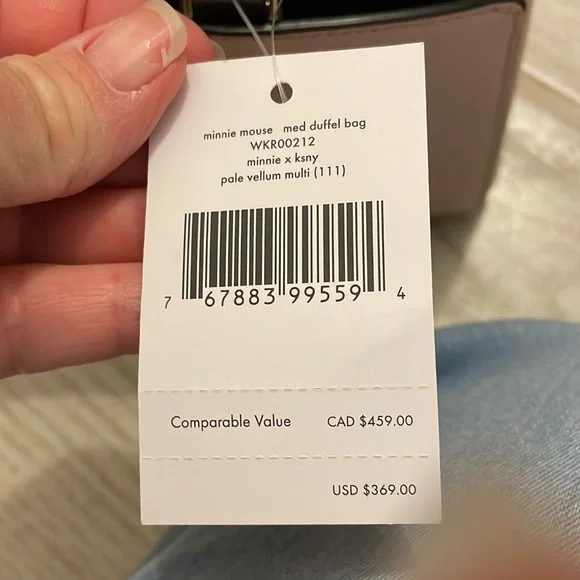 minnie mouse med duffel bag
WKR00212
minnie x ksny
pale vellum multi (111)
7 67883 99559 4
Comparable Value CAD $459.00
USD $369.00